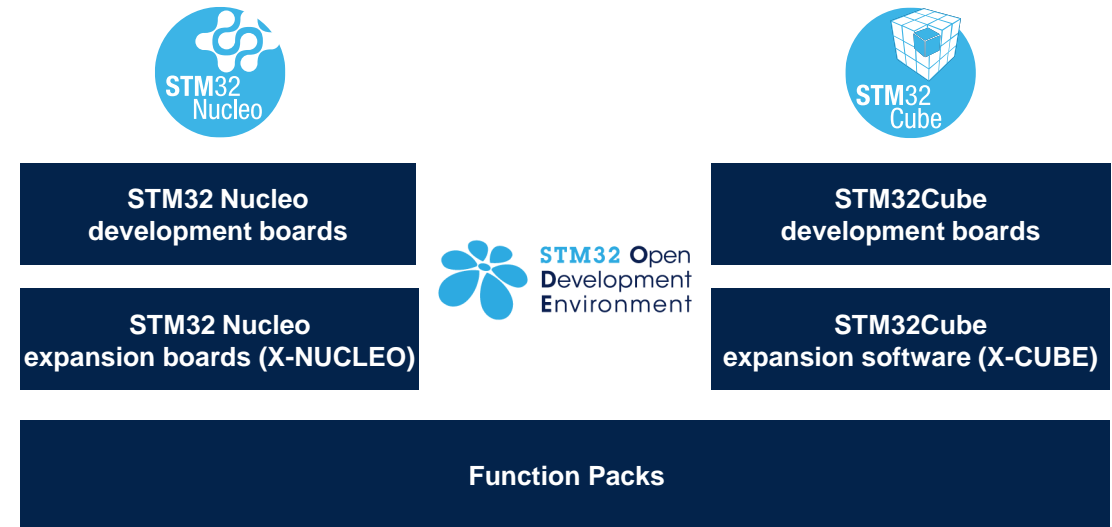 STM32
Nucleo
STM32
Cube
STM32 Nucleo
development boards
STM32Cube
development boards
STM32 Open
Development
Environment
STM32 Nucleo
expansion boards (X-NUCLEO)
STM32Cube
expansion software (X-CUBE)
Function Packs